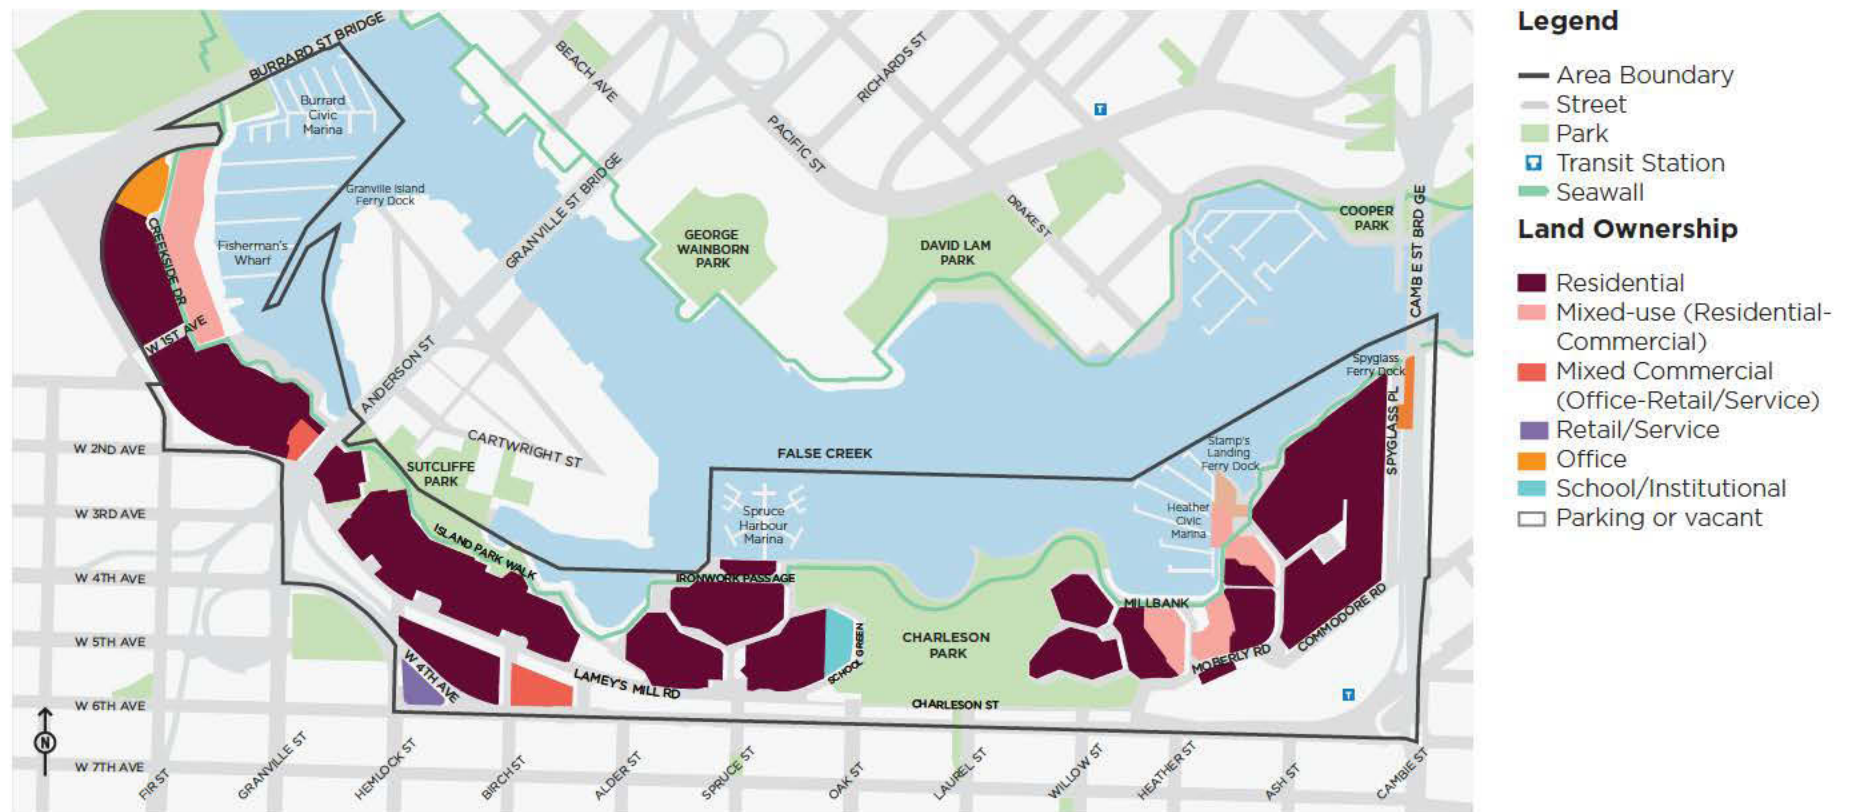 BURRARD ST BRIDGE
BEACH AVE
RICHARDS ST
Burrard
Civic
Marina
PACIFIC ST
Granville Island
Ferry Dock
GRANVILLE ST BRIDGE
DRAKE ST
COOPER
PARK
CAMB E ST BRD GE
CREEKSIDE DR
Fisherman's
Wharf
GEORGE
WAINBORN
PARK
DAVID LAM
PARK
W 1ST AVE
ANDERSON ST
Spyglass
Ferry Dock
SPYGLASS PL
W 2ND AVE
CARTWRIGHT ST
FALSE CREEK
Stamp's
Landing
Ferry Dock
SUTCLIFFE
PARK
W 3RD AVE
ISLAND PARK WALK
Spruce
Harbour
Marina
Heather
Civic
Marina
W 4TH AVE
IRONWORK PASSAGE
MILLBANK
COMMODORE RD
W 5TH AVE
W 4TH AVE
LAMEY'S MILL RD
SCHOOL GREEN
CHARLESON
PARK
MOBERLY RD
W 6TH AVE
CHARLESON ST
N
W 7TH AVE
FIR ST
GRANVILLE ST
HEMLOCK ST
BIRCH ST
ALDER ST
SPRUCE ST
OAK ST
LAUREL ST
WILLOW ST
HEATHER ST
ASH ST
CAMBIE ST
T
T
Legend
Area Boundary
Street
Park
T Transit Station
Seawall
Land Ownership
Residential
Mixed-use (Residential-
Commercial)
Mixed Commercial
(Office-Retail/Service)
Retail/Service
Office
School/Institutional
Parking or vacant